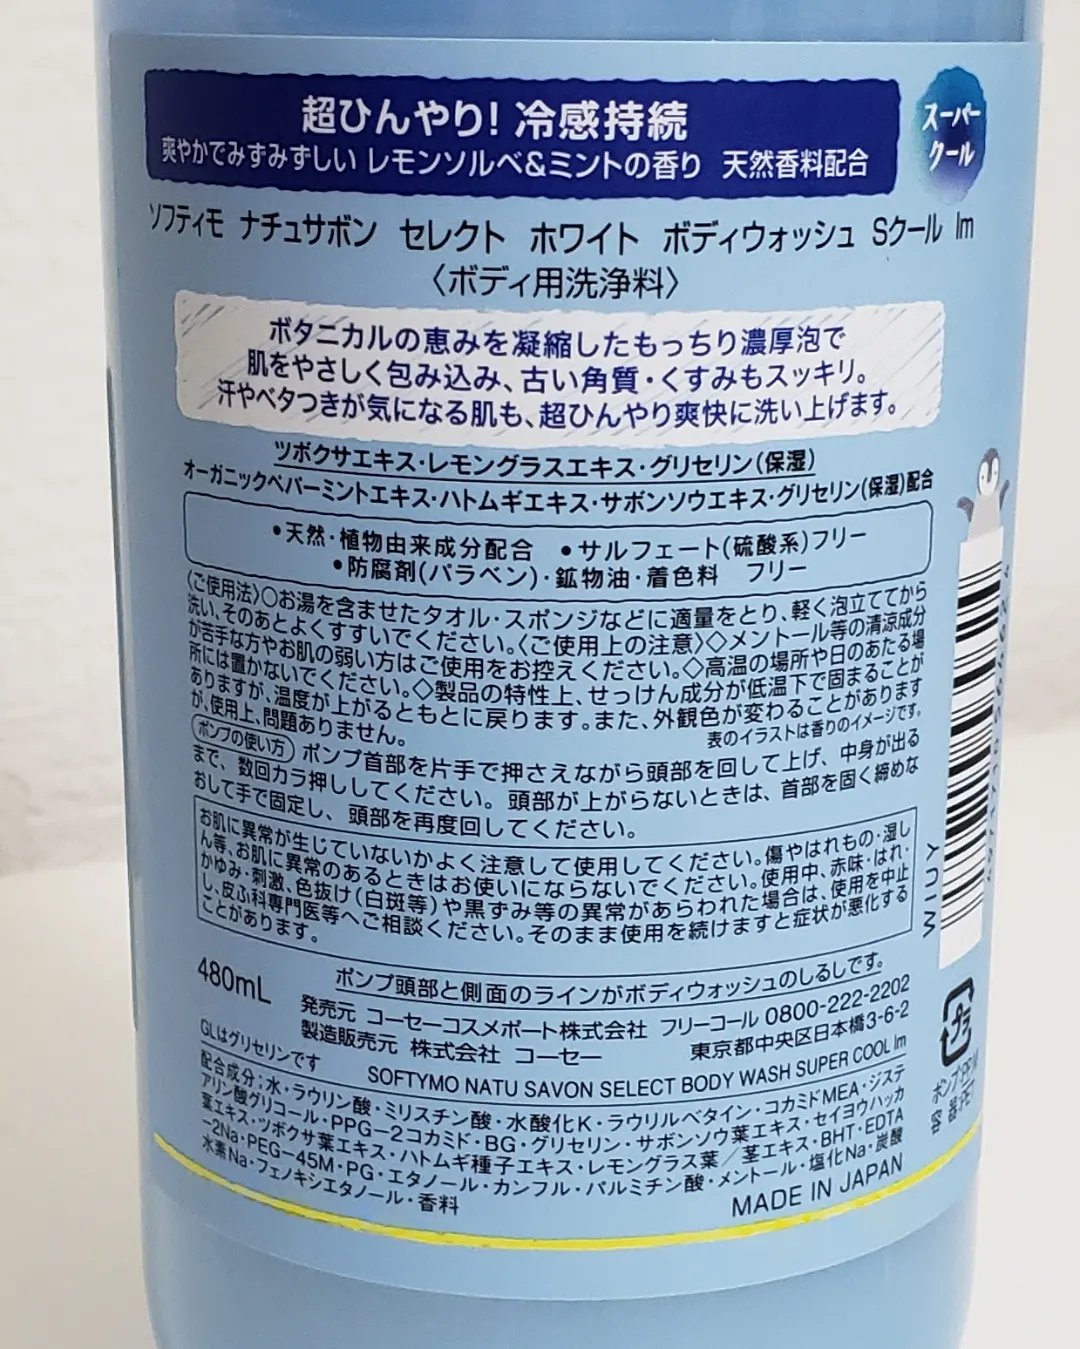 超ひんやり! 冷感持続
爽やかでみずみずしい レモンソルベ&ミントの香り 天然香料配合
スーパー
クール
ソフティモ ナチュサボン セレクト ホワイト ボディウォッシュ Sクール lm
〈ボディ用洗浄料〉
ボタニカルの恵みを凝縮したもっちり濃厚泡で
肌をやさしく包み込み、古い角質・くすみもスッキリ。
汗やベタつきが気になる肌も、超ひんやり爽快に洗い上げます。
ツボクサエキス・レモングラスエキス・グリセリン(保湿)
オーガニックペパーミントエキス・ハトムギエキス・サボンソウエキス・グリセリン(保湿)配合
•天然・植物由来成分配合 •サルフェート(硫酸系)フリー
•防腐剤(パラベン)・鉱物油・着色料 フリー
〈ご使用法〉○お湯を含ませたタオル・スポンジなどに適量をとり、軽く泡立ててから
洗い、そのあとよくすすいでください。〈ご使用上の注意〉◇メントール等の清涼成分
が苦手な方やお肌の弱い方はご使用をお控えください。◇高温の場所や日のあたる場
所には置かないでください。◇製品の特性上、せっけん成分が低温下で固まることが
ありますが、温度が上がるとともに戻ります。また、外観色が変わることがあります
が、使用上、問題ありません。
表のイラストは香りのイメージです。
ポンプの使い方 ポンプ首部を片手で押さえながら頭部を回して上げ、中身が出る
まで、数回カラ押ししてください。頭部が上がらないときは、首部を固く締めな
おして手で固定し、頭部を再度回してください。
お肌に異常が生じていないかよく注意して使用してください。傷やはれもの・湿し
ん等、お肌に異常のあるときはお使いにならないでください。使用中、赤味・はれ・
かゆみ・刺激、色抜け(白斑等)や黒ずみ等の異常があらわれた場合は、使用を中止
し、皮ふ科専門医等へご相談ください。そのまま使用を続けますと症状が悪化する
ことがあります。
MIUY
480mL
ポンプ頭部と側面のラインがボディウォッシュのしるしです。
発売元 コーセーコスメポート株式会社 フリーコール 0800-222-2202
製造販売元 株式会社 コーセー 東京都中央区日本橋3-6-2
GLはグリセリンです
SOFTYMO NATU SAVON SELECT BODY WASH SUPER COOL lm
配合成分;水・ラウリン酸・ミリスチン酸・水酸化K・ラウリルベタイン・コカミドMEA・ジステ
アリン酸グリコール・PPG-2コカミド・BG・グリセリン・サボンソウ葉エキス・セイヨウハッカ
葉エキス・ツボクサ葉エキス・ハトムギ種子エキス・レモングラス葉/茎エキス・BHT・EDTA
-2Na・PEG-45M・PG・エタノール・カンフル・パルミチン酸・メントール・塩化Na・炭酸
水素Na・フェノキシエタノール・香料
MADE IN JAPAN
プラ
ポンプ:PP,M
容器:PET